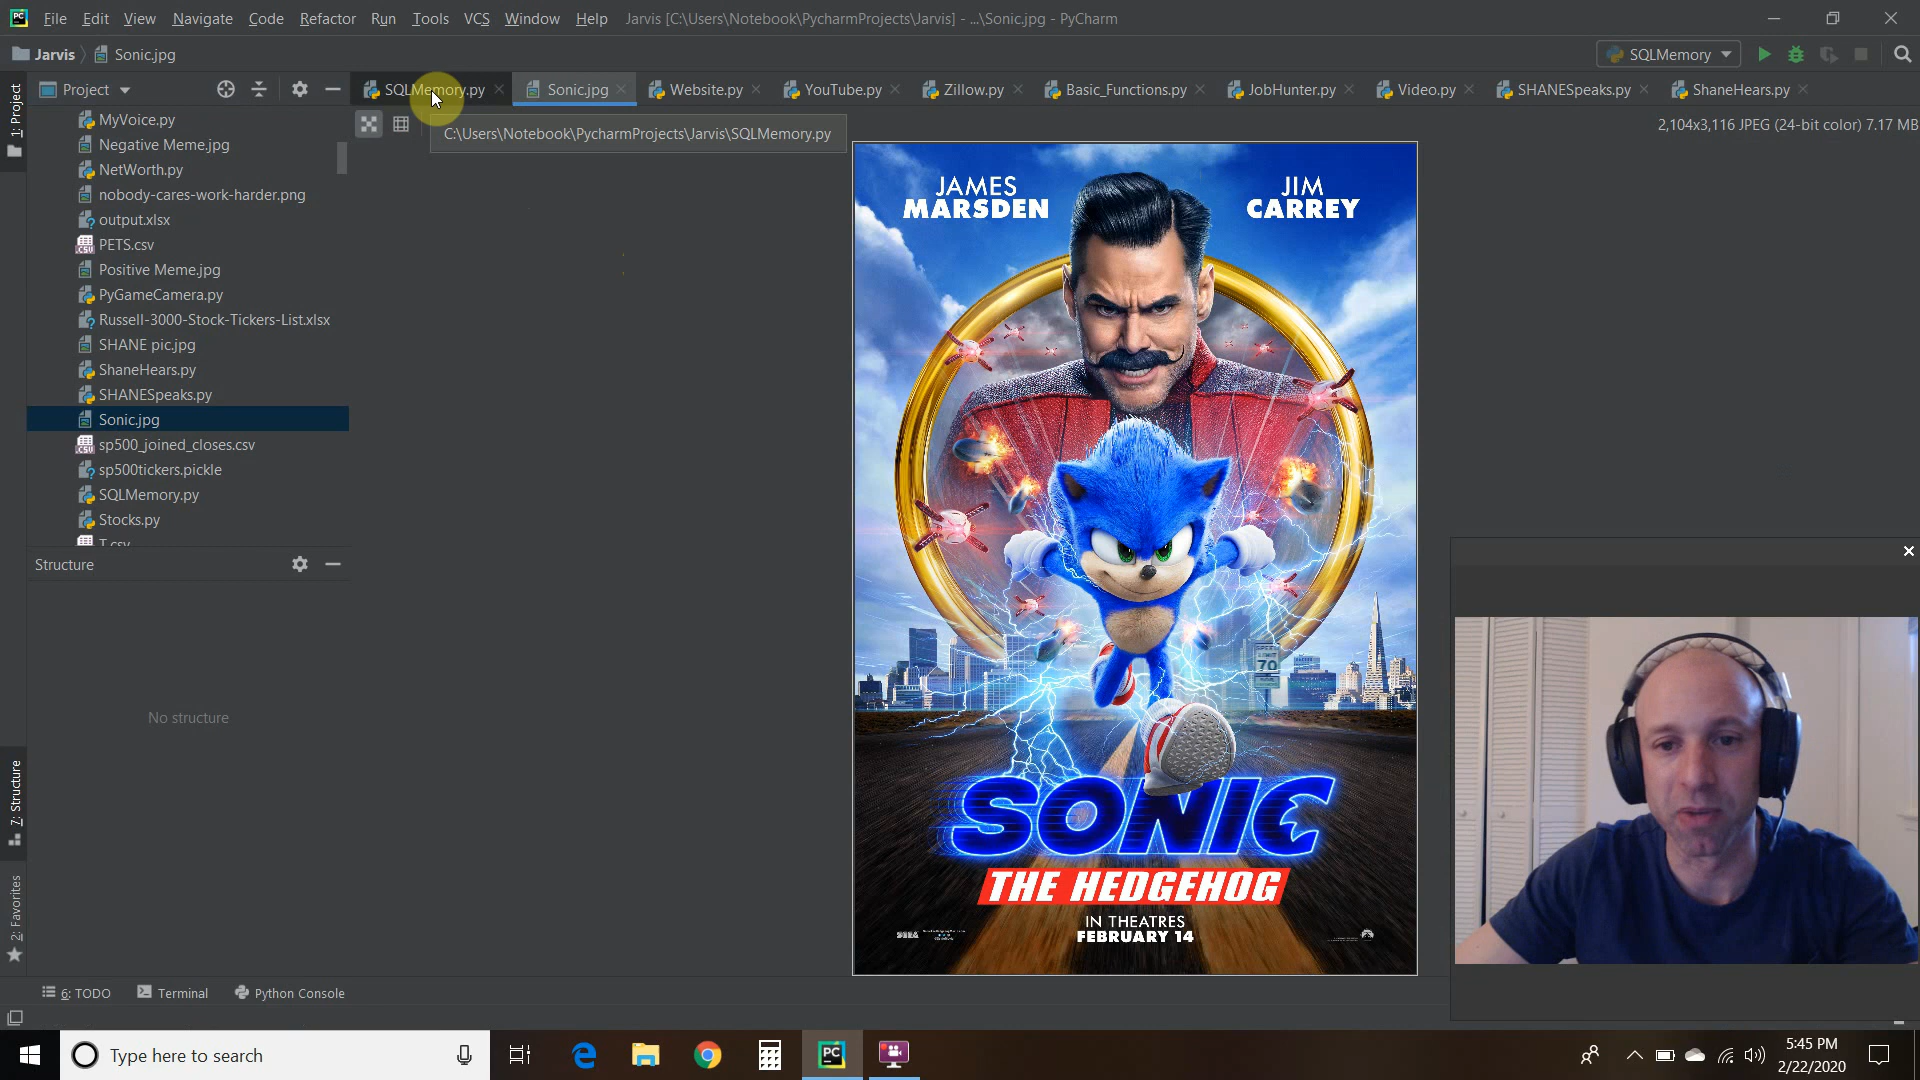 File Edit View Navigate Code Refactor Run Tools VCS Window Help Jarvis [C:\Users\Notebook\PycharmProjects\Jarvis] - ...\Sonic.jpg - PyCharm
Jarvis Sonic.jpg SQLMemory
1: Project
Project
SQLMemory.py Sonic.jpg Website.py YouTube.py Zillow.py Basic_Functions.py JobHunter.py Video.py SHANESpeaks.py ShaneHears.py
C:\Users\Notebook\PycharmProjects\Jarvis\SQLMemory.py
2,104x3,116 JPEG (24-bit color) 7.17 MB
MyVoice.py
Negative Meme.jpg
NetWorth.py
nobody-cares-work-harder.png
output.xlsx
PETS.csv
Positive Meme.jpg
PyGameCamera.py
Russell-3000-Stock-Tickers-List.xlsx
SHANE pic.jpg
ShaneHears.py
SHANESpeaks.py
Sonic.jpg
sp500_joined_closes.csv
sp500tickers.pickle
SQLMemory.py
Stocks.py
T.csv
Structure
No structure
7: Structure
2: Favorites
JAMES
MARSDEN
JIM
CARREY
SPEED
LIMIT
70
SONIC
THE HEDGEHOG
IN THEATRES
FEBRUARY 14
SEGA
6: TODO Terminal Python Console
Type here to search
PC
5:45 PM
2/22/2020